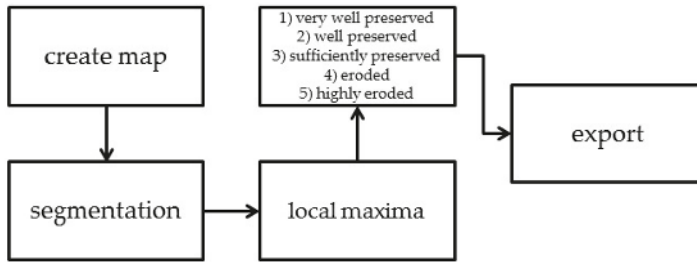 create map
segmentation
local maxima
1) very well preserved
2) well preserved
3) sufficiently preserved
4) eroded
5) highly eroded
export